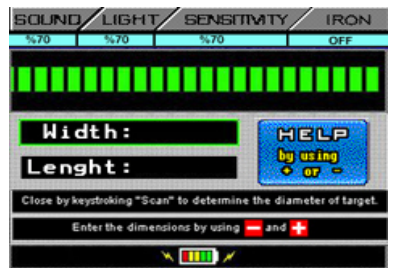 SOUND LIGHT SENSITIVITY IRON
%70 %70 %70 OFF
Width:
Lenght:
HELP
by using
+ or -
Close by keystroking "Scan" to determine the diameter of target.
Enter the dimensions by using - and +